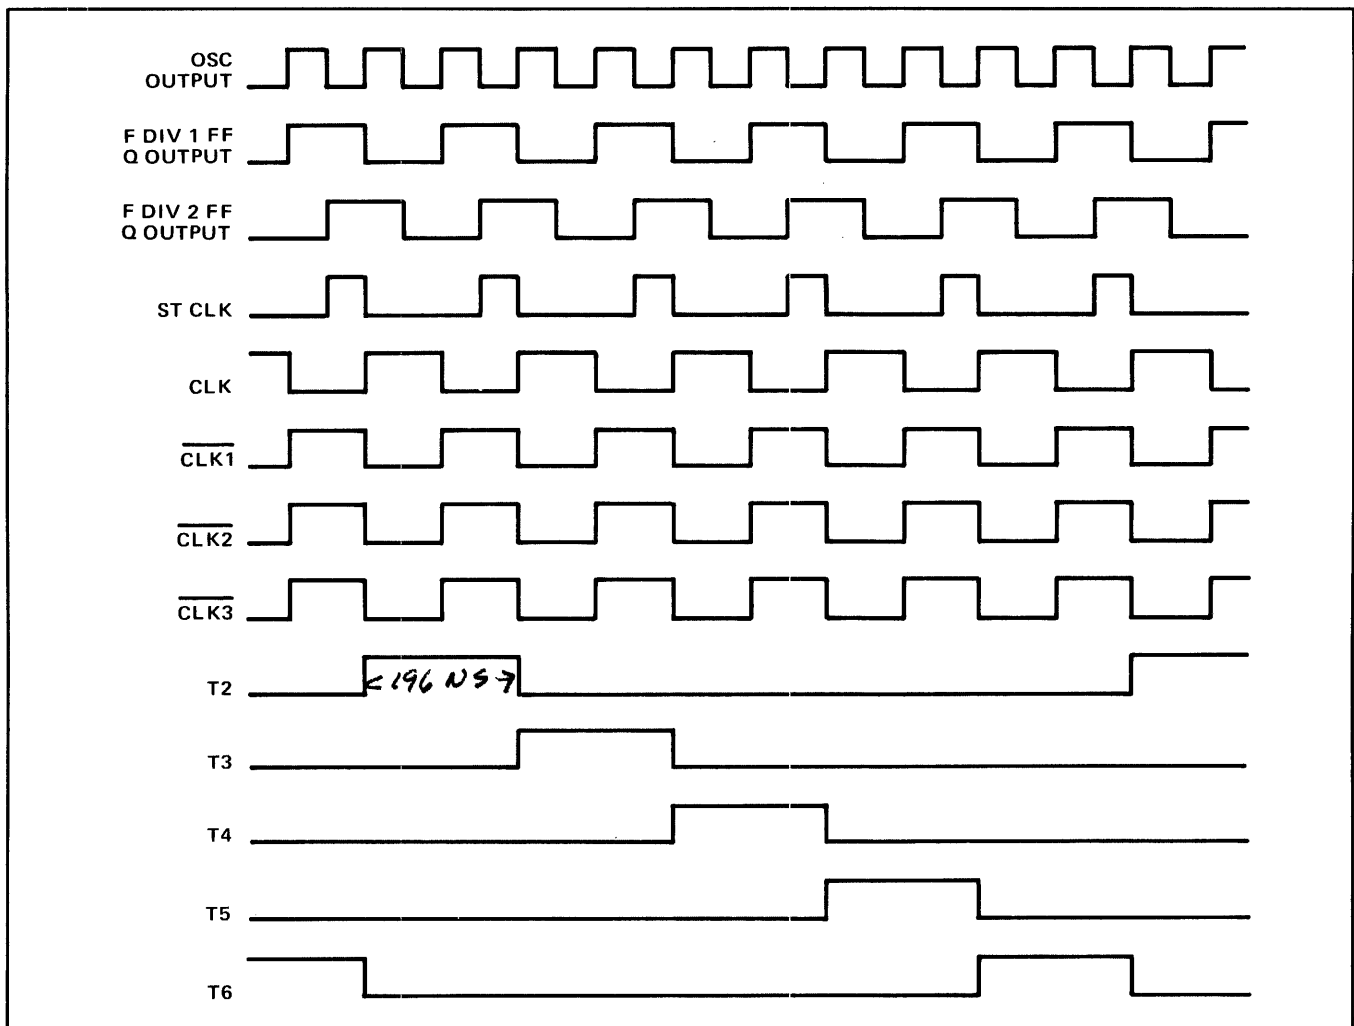 OSC
OUTPUT
F DIV 1 FF
Q OUTPUT
F DIV 2 FF
Q OUTPUT
ST CLK
CLK
CLK1
CLK2
CLK3
T2
<196 NS>
T3
T4
T5
T6